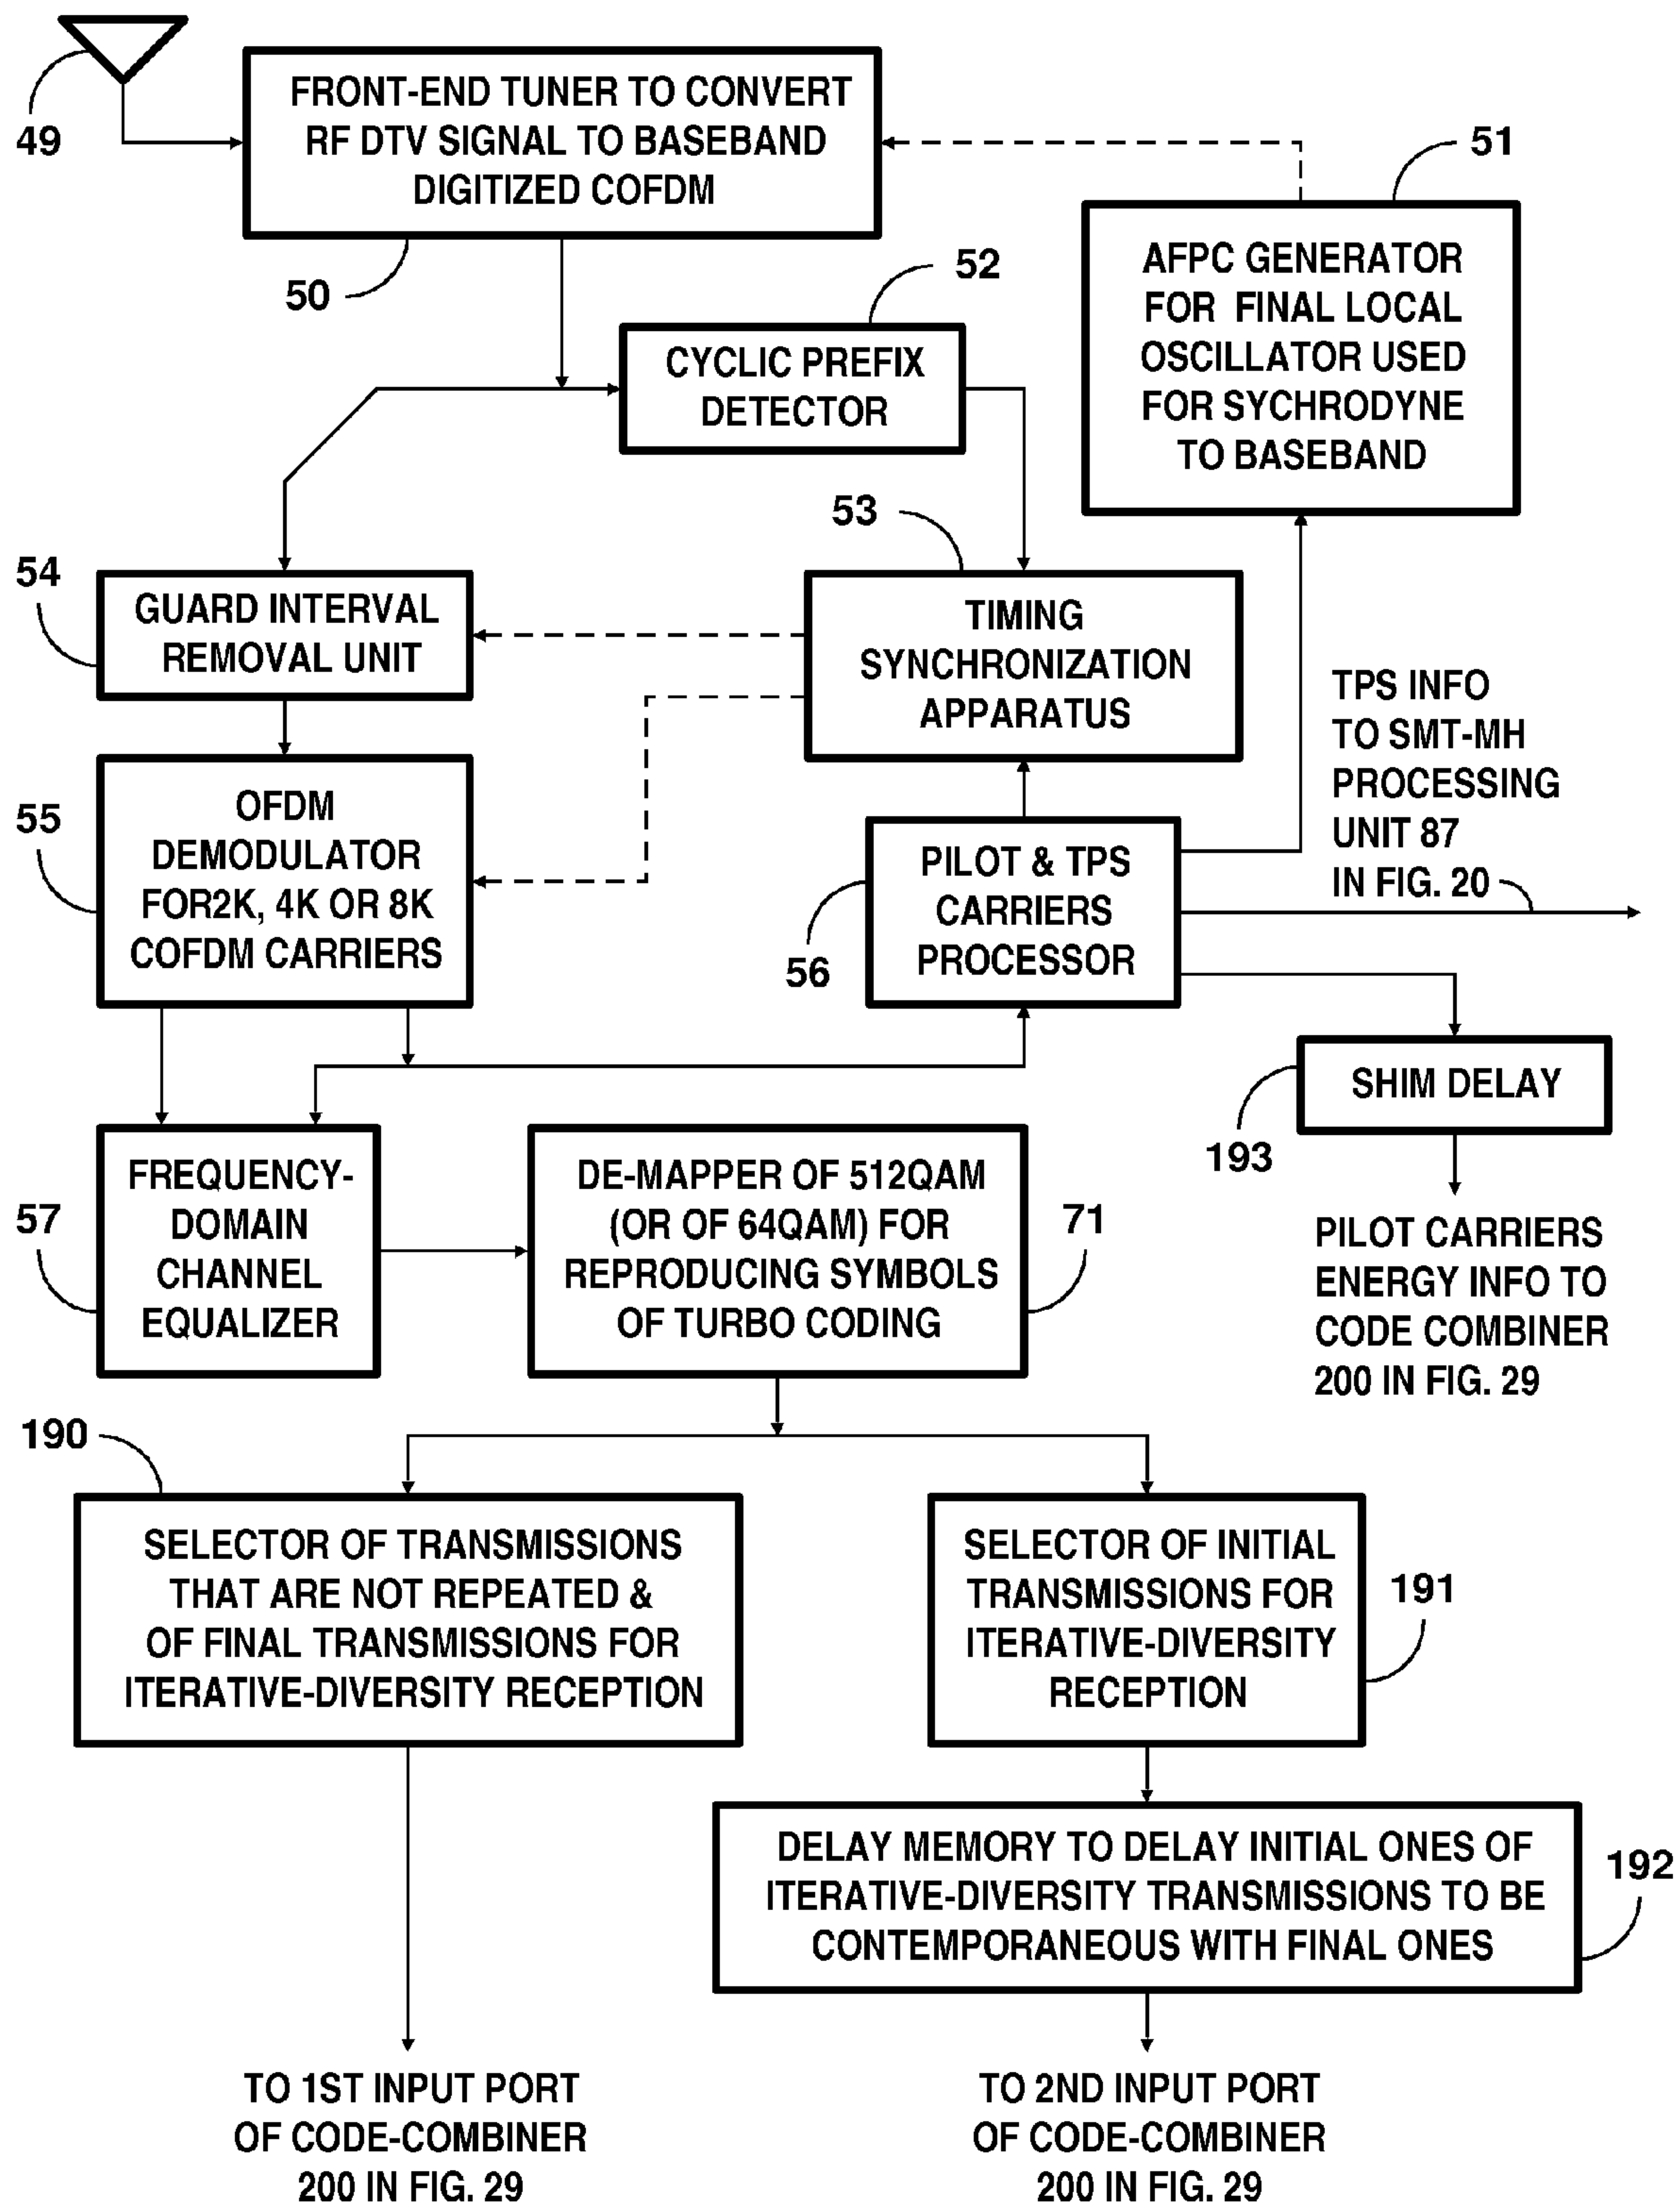 49
FRONT-END TUNER TO CONVERT
RF DTV SIGNAL TO BASEBAND
DIGITIZED COFDM
50
51
AFPC GENERATOR
FOR FINAL LOCAL
OSCILLATOR USED
FOR SYCHRODYNE
TO BASEBAND
52
CYCLIC PREFIX
DETECTOR
53
TIMING
SYNCHRONIZATION
APPARATUS
54
GUARD INTERVAL
REMOVAL UNIT
55
OFDM
DEMODULATOR
FOR2K, 4K OR 8K
COFDM CARRIERS
56
PILOT & TPS
CARRIERS
PROCESSOR
TPS INFO
TO SMT-MH
PROCESSING
UNIT 87
IN FIG. 20
SHIM DELAY
193
PILOT CARRIERS
ENERGY INFO TO
CODE COMBINER
200 IN FIG. 29
57
FREQUENCY-
DOMAIN
CHANNEL
EQUALIZER
DE-MAPPER OF 512QAM
(OR OF 64QAM) FOR
REPRODUCING SYMBOLS
OF TURBO CODING
71
190
SELECTOR OF TRANSMISSIONS
THAT ARE NOT REPEATED &
OF FINAL TRANSMISSIONS FOR
ITERATIVE-DIVERSITY RECEPTION
SELECTOR OF INITIAL
TRANSMISSIONS FOR
ITERATIVE-DIVERSITY
RECEPTION
191
DELAY MEMORY TO DELAY INITIAL ONES OF
ITERATIVE-DIVERSITY TRANSMISSIONS TO BE
CONTEMPORANEOUS WITH FINAL ONES
192
TO 1ST INPUT PORT
OF CODE-COMBINER
200 IN FIG. 29
TO 2ND INPUT PORT
OF CODE-COMBINER
200 IN FIG. 29